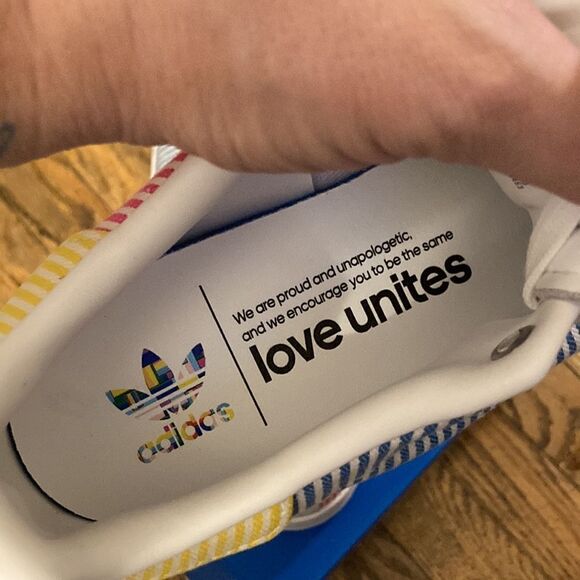 We are proud and unapologetic,
and we encourage you to be the same
love unites
adidas